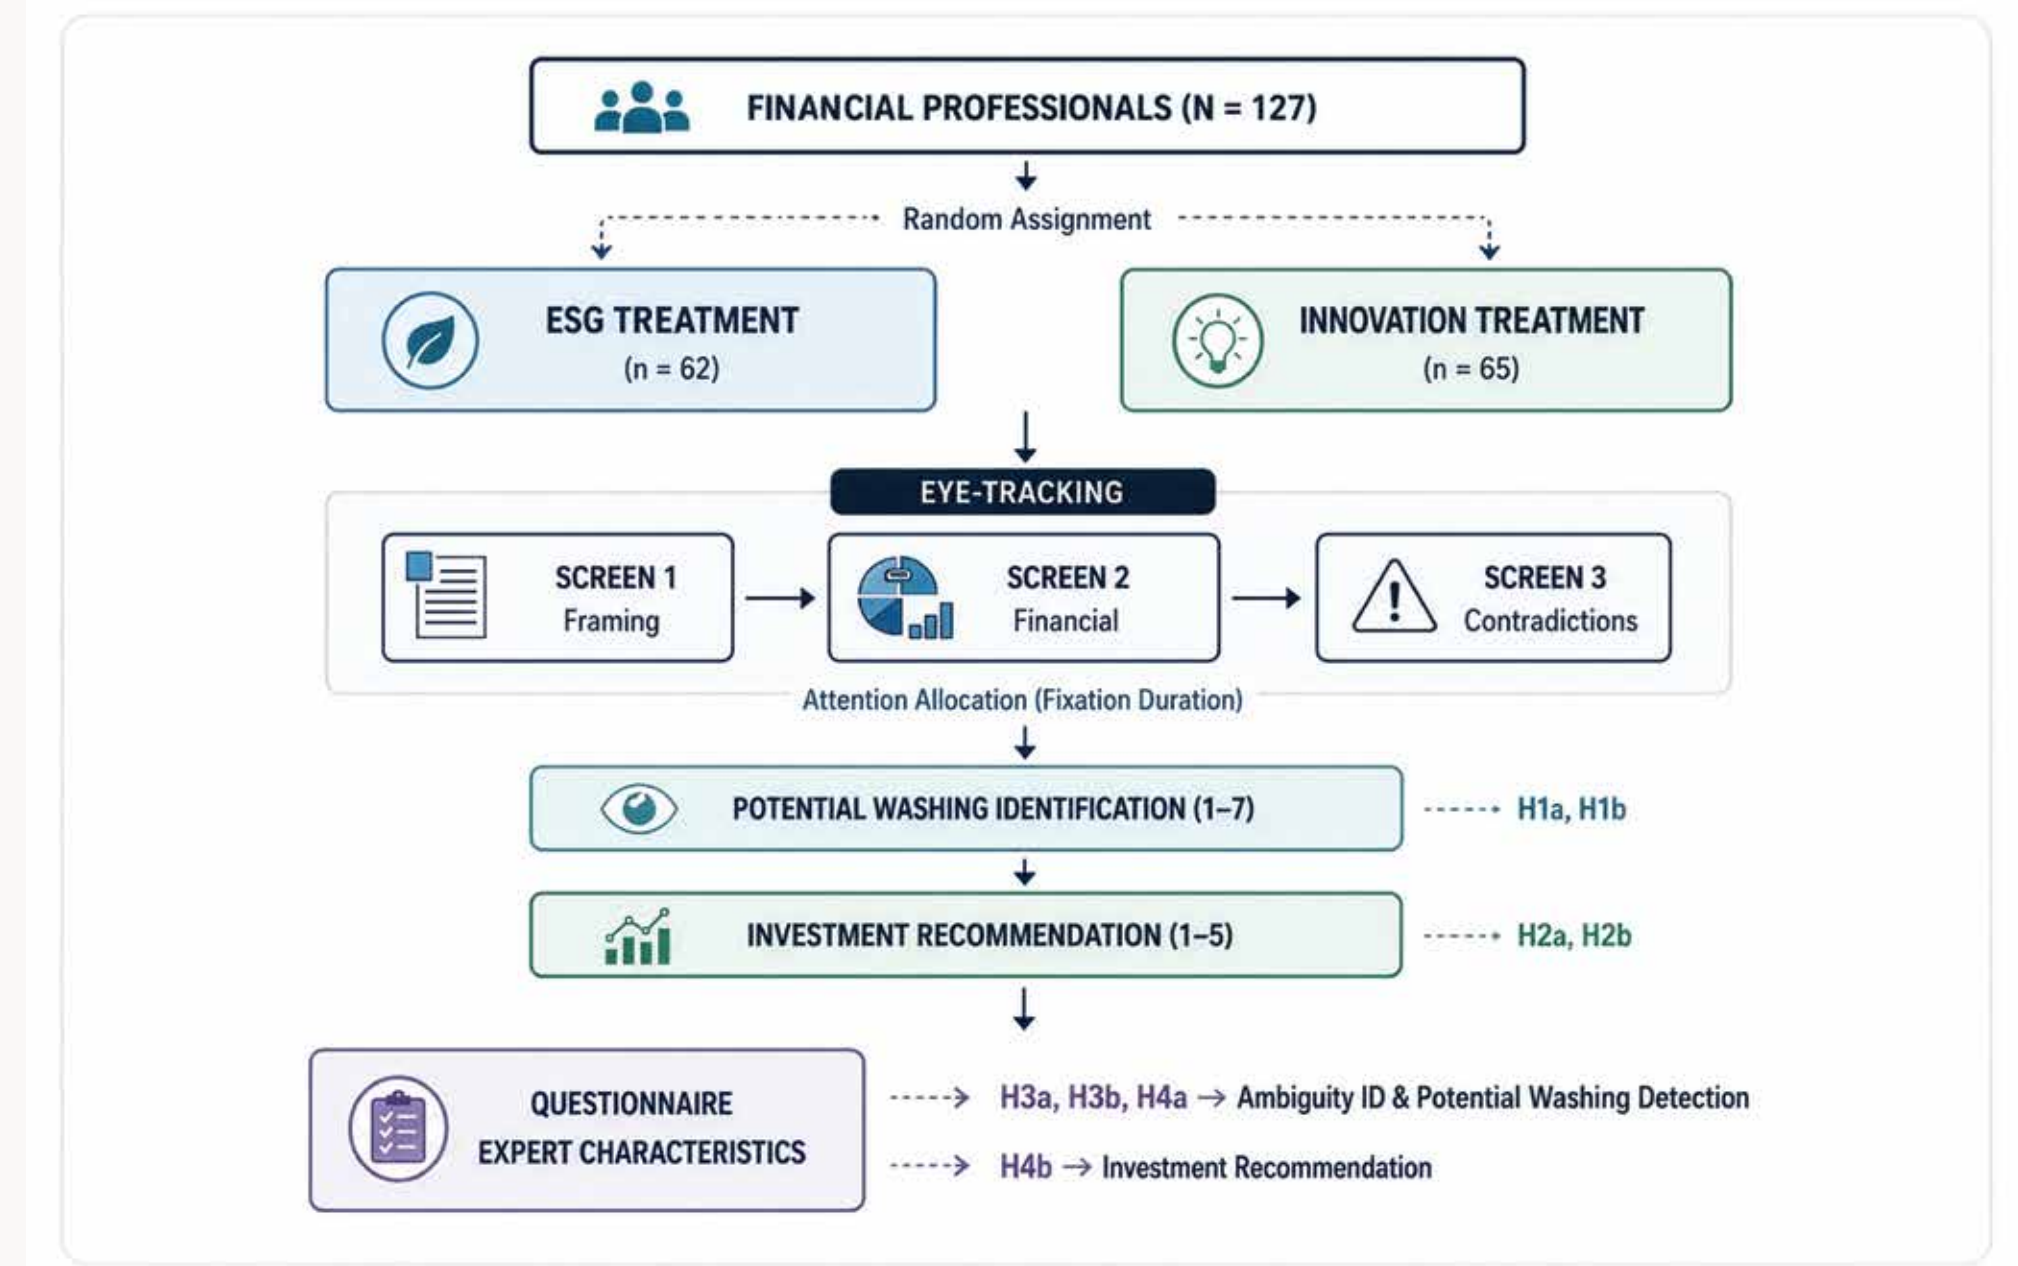 FINANCIAL PROFESSIONALS (N = 127)
Random Assignment
ESG TREATMENT
(n = 62)
INNOVATION TREATMENT
(n = 65)
EYE-TRACKING
SCREEN 1
Framing
SCREEN 2
Financial
SCREEN 3
Contradictions
Attention Allocation (Fixation Duration)
POTENTIAL WASHING IDENTIFICATION (1–7)
H1a, H1b
INVESTMENT RECOMMENDATION (1–5)
H2a, H2b
QUESTIONNAIRE
EXPERT CHARACTERISTICS
H3a, H3b, H4a → Ambiguity ID & Potential Washing Detection
H4b → Investment Recommendation